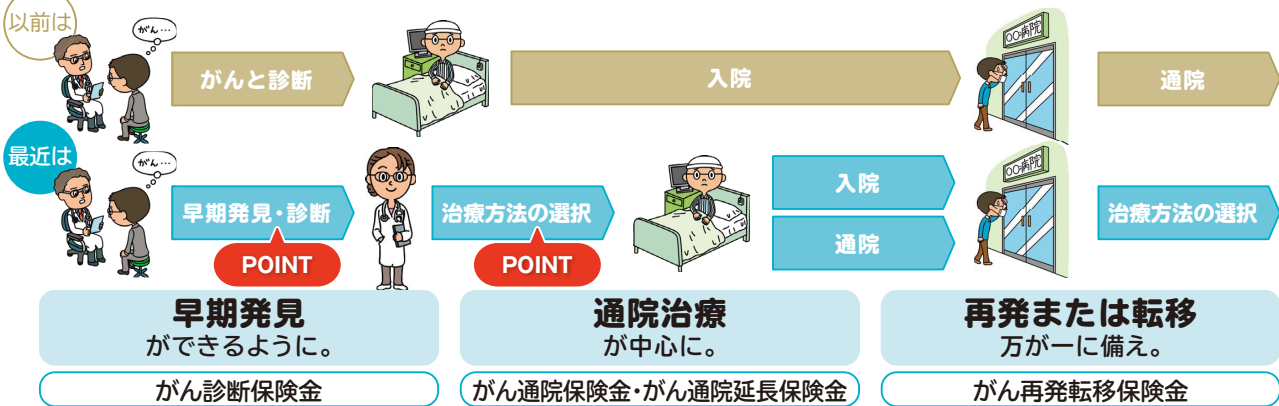 以前は
がん…
がんと診断
入院
〇〇病院
通院
最近は
がん…
早期発見・診断
POINT
治療方法の選択
POINT
入院
通院
〇〇病院
治療方法の選択
早期発見
ができるように。
がん診断保険金
通院治療
が中心に。
がん通院保険金・がん通院延長保険金
再発または転移
万が一に備え。
がん再発転移保険金